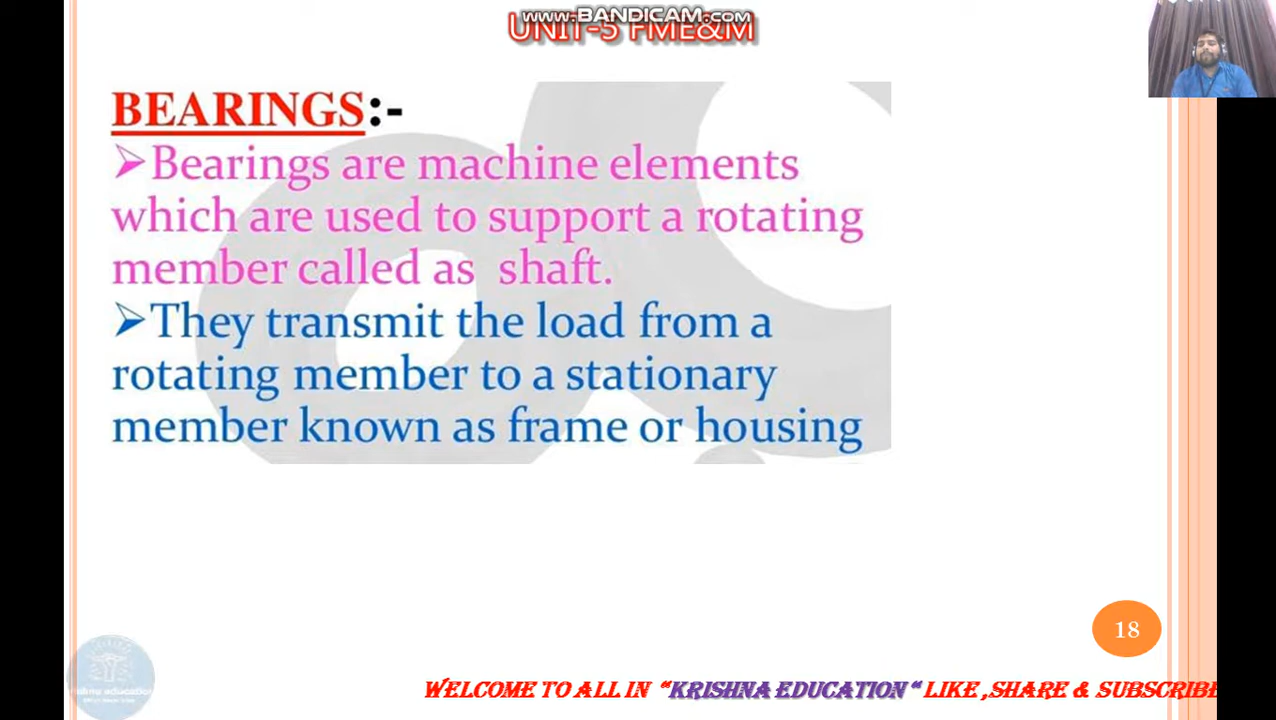 www.BANDICAM.com
UNIT-5 FME&M
BEARINGS:-
➢Bearings are machine elements
which are used to support a rotating
member called as shaft.
➢They transmit the load from a
rotating member to a stationary
member known as frame or housing
18
WELCOME TO ALL IN “KRISHNA EDUCATION“ LIKE ,SHARE & SUBSCRIBE